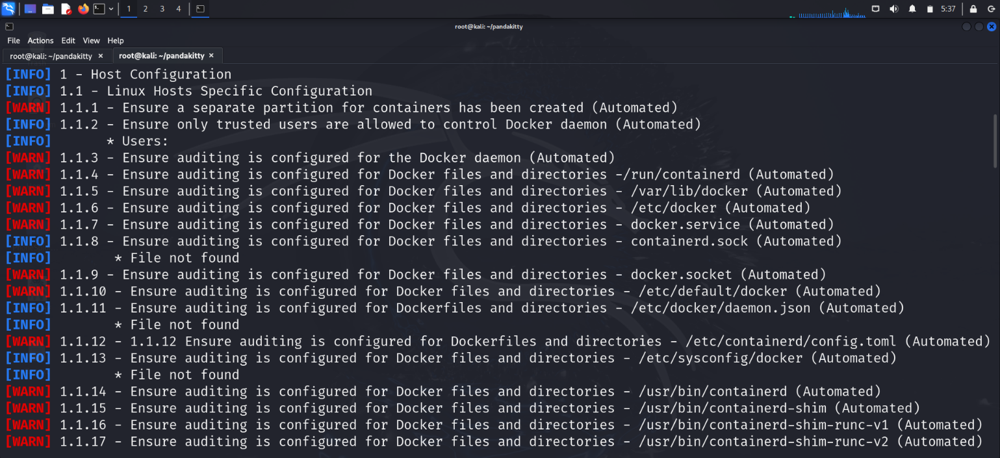 1 2 3 4 5:37
root@kali: ~/pandakitty
File Actions Edit View Help
root@kali: ~/pandakitty × root@kali: ~/pandakitty ×
[INFO] 1 - Host Configuration
[INFO] 1.1 - Linux Hosts Specific Configuration
[WARN] 1.1.1 - Ensure a separate partition for containers has been created (Automated)
[INFO] 1.1.2 - Ensure only trusted users are allowed to control Docker daemon (Automated)
[INFO] * Users:
[WARN] 1.1.3 - Ensure auditing is configured for the Docker daemon (Automated)
[WARN] 1.1.4 - Ensure auditing is configured for Docker files and directories -/run/containerd (Automated)
[WARN] 1.1.5 - Ensure auditing is configured for Docker files and directories - /var/lib/docker (Automated)
[WARN] 1.1.6 - Ensure auditing is configured for Docker files and directories - /etc/docker (Automated)
[WARN] 1.1.7 - Ensure auditing is configured for Docker files and directories - docker.service (Automated)
[INFO] 1.1.8 - Ensure auditing is configured for Docker files and directories - containerd.sock (Automated)
[INFO] * File not found
[WARN] 1.1.9 - Ensure auditing is configured for Docker files and directories - docker.socket (Automated)
[WARN] 1.1.10 - Ensure auditing is configured for Docker files and directories - /etc/default/docker (Automated)
[INFO] 1.1.11 - Ensure auditing is configured for Dockerfiles and directories - /etc/docker/daemon.json (Automated)
[INFO] * File not found
[WARN] 1.1.12 - 1.1.12 Ensure auditing is configured for Dockerfiles and directories - /etc/containerd/config.toml (Automated)
[INFO] 1.1.13 - Ensure auditing is configured for Docker files and directories - /etc/sysconfig/docker (Automated)
[INFO] * File not found
[WARN] 1.1.14 - Ensure auditing is configured for Docker files and directories - /usr/bin/containerd (Automated)
[WARN] 1.1.15 - Ensure auditing is configured for Docker files and directories - /usr/bin/containerd-shim (Automated)
[WARN] 1.1.16 - Ensure auditing is configured for Docker files and directories - /usr/bin/containerd-shim-runc-v1 (Automated)
[WARN] 1.1.17 - Ensure auditing is configured for Docker files and directories - /usr/bin/containerd-shim-runc-v2 (Automated)